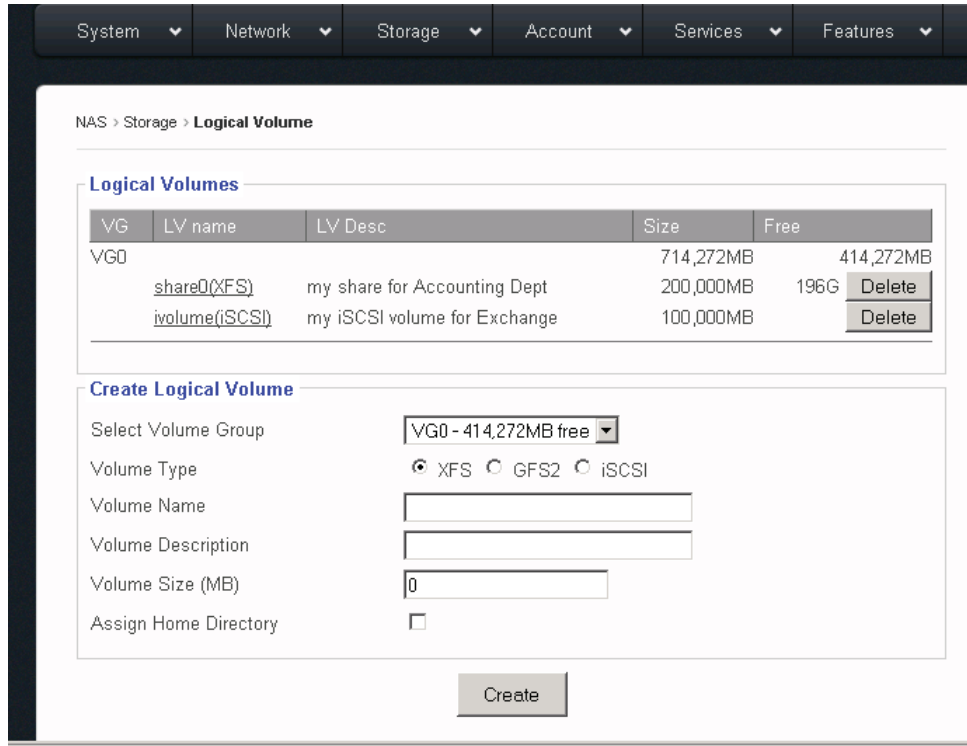 System Network Storage Account Services Features
NAS > Storage > Logical Volume
Logical Volumes
VG LV name LV Desc Size Free
VG0 714,272MB 414,272MB
share0(XFS) my share for Accounting Dept 200,000MB 196G Delete
ivolume(iSCSI) my iSCSI volume for Exchange 100,000MB Delete
Create Logical Volume
Select Volume Group VG0 - 414,272MB free
Volume Type XFS GFS2 iSCSI
Volume Name
Volume Description
Volume Size (MB) 0
Assign Home Directory
Create